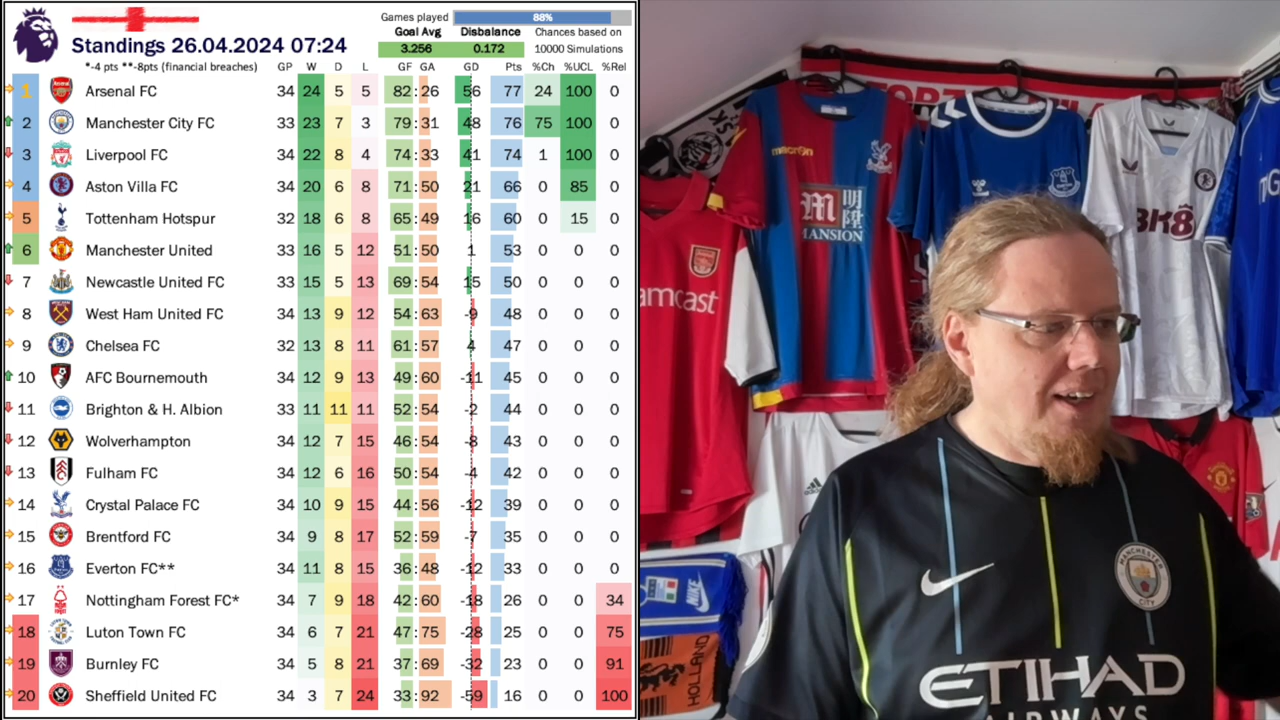 Games played 88%
Goal Avg Disbalance Chances based on
Standings 26.04.2024 07:24 3.256 0.172 10000 Simulations
*-4 pts **-8pts (financial breaches) GP W D L GF GA GD Pts %Ch %UCL %Rel
1 Arsenal FC 34 24 5 5 82:26 56 77 24 100 0
2 Manchester City FC 33 23 7 3 79:31 48 76 75 100 0
3 Liverpool FC 34 22 8 4 74:33 41 74 1 100 0
4 Aston Villa FC 34 20 6 8 71:50 21 66 0 85 0
5 Tottenham Hotspur 32 18 6 8 65:49 16 60 0 15 0
6 Manchester United 33 16 5 12 51:50 1 53 0 0 0
7 Newcastle United FC 33 15 5 13 69:54 15 50 0 0 0
8 West Ham United FC 34 13 9 12 54:63 -9 48 0 0 0
9 Chelsea FC 32 13 8 11 61:57 4 47 0 0 0
10 AFC Bournemouth 34 12 9 13 49:60 -11 45 0 0 0
11 Brighton & H. Albion 33 11 11 11 52:54 -2 44 0 0 0
12 Wolverhampton 34 12 7 15 46:54 -8 43 0 0 0
13 Fulham FC 34 12 6 16 50:54 -4 42 0 0 0
14 Crystal Palace FC 34 10 9 15 44:56 -12 39 0 0 0
15 Brentford FC 34 9 8 17 52:59 -7 35 0 0 0
16 Everton FC** 34 11 8 15 36:48 -12 33 0 0 0
17 Nottingham Forest FC* 34 7 9 18 42:60 -18 26 0 0 34
18 Luton Town FC 34 6 7 21 47:75 -28 25 0 0 75
19 Burnley FC 34 5 8 21 37:69 -32 23 0 0 91
20 Sheffield United FC 34 3 7 24 33:92 -59 16 0 0 100
macron
明
陞
MANSION
BK8
amcast
NIKE
HOLLAND
MANCHESTER
CITY
ETIHAD
AIRWAYS